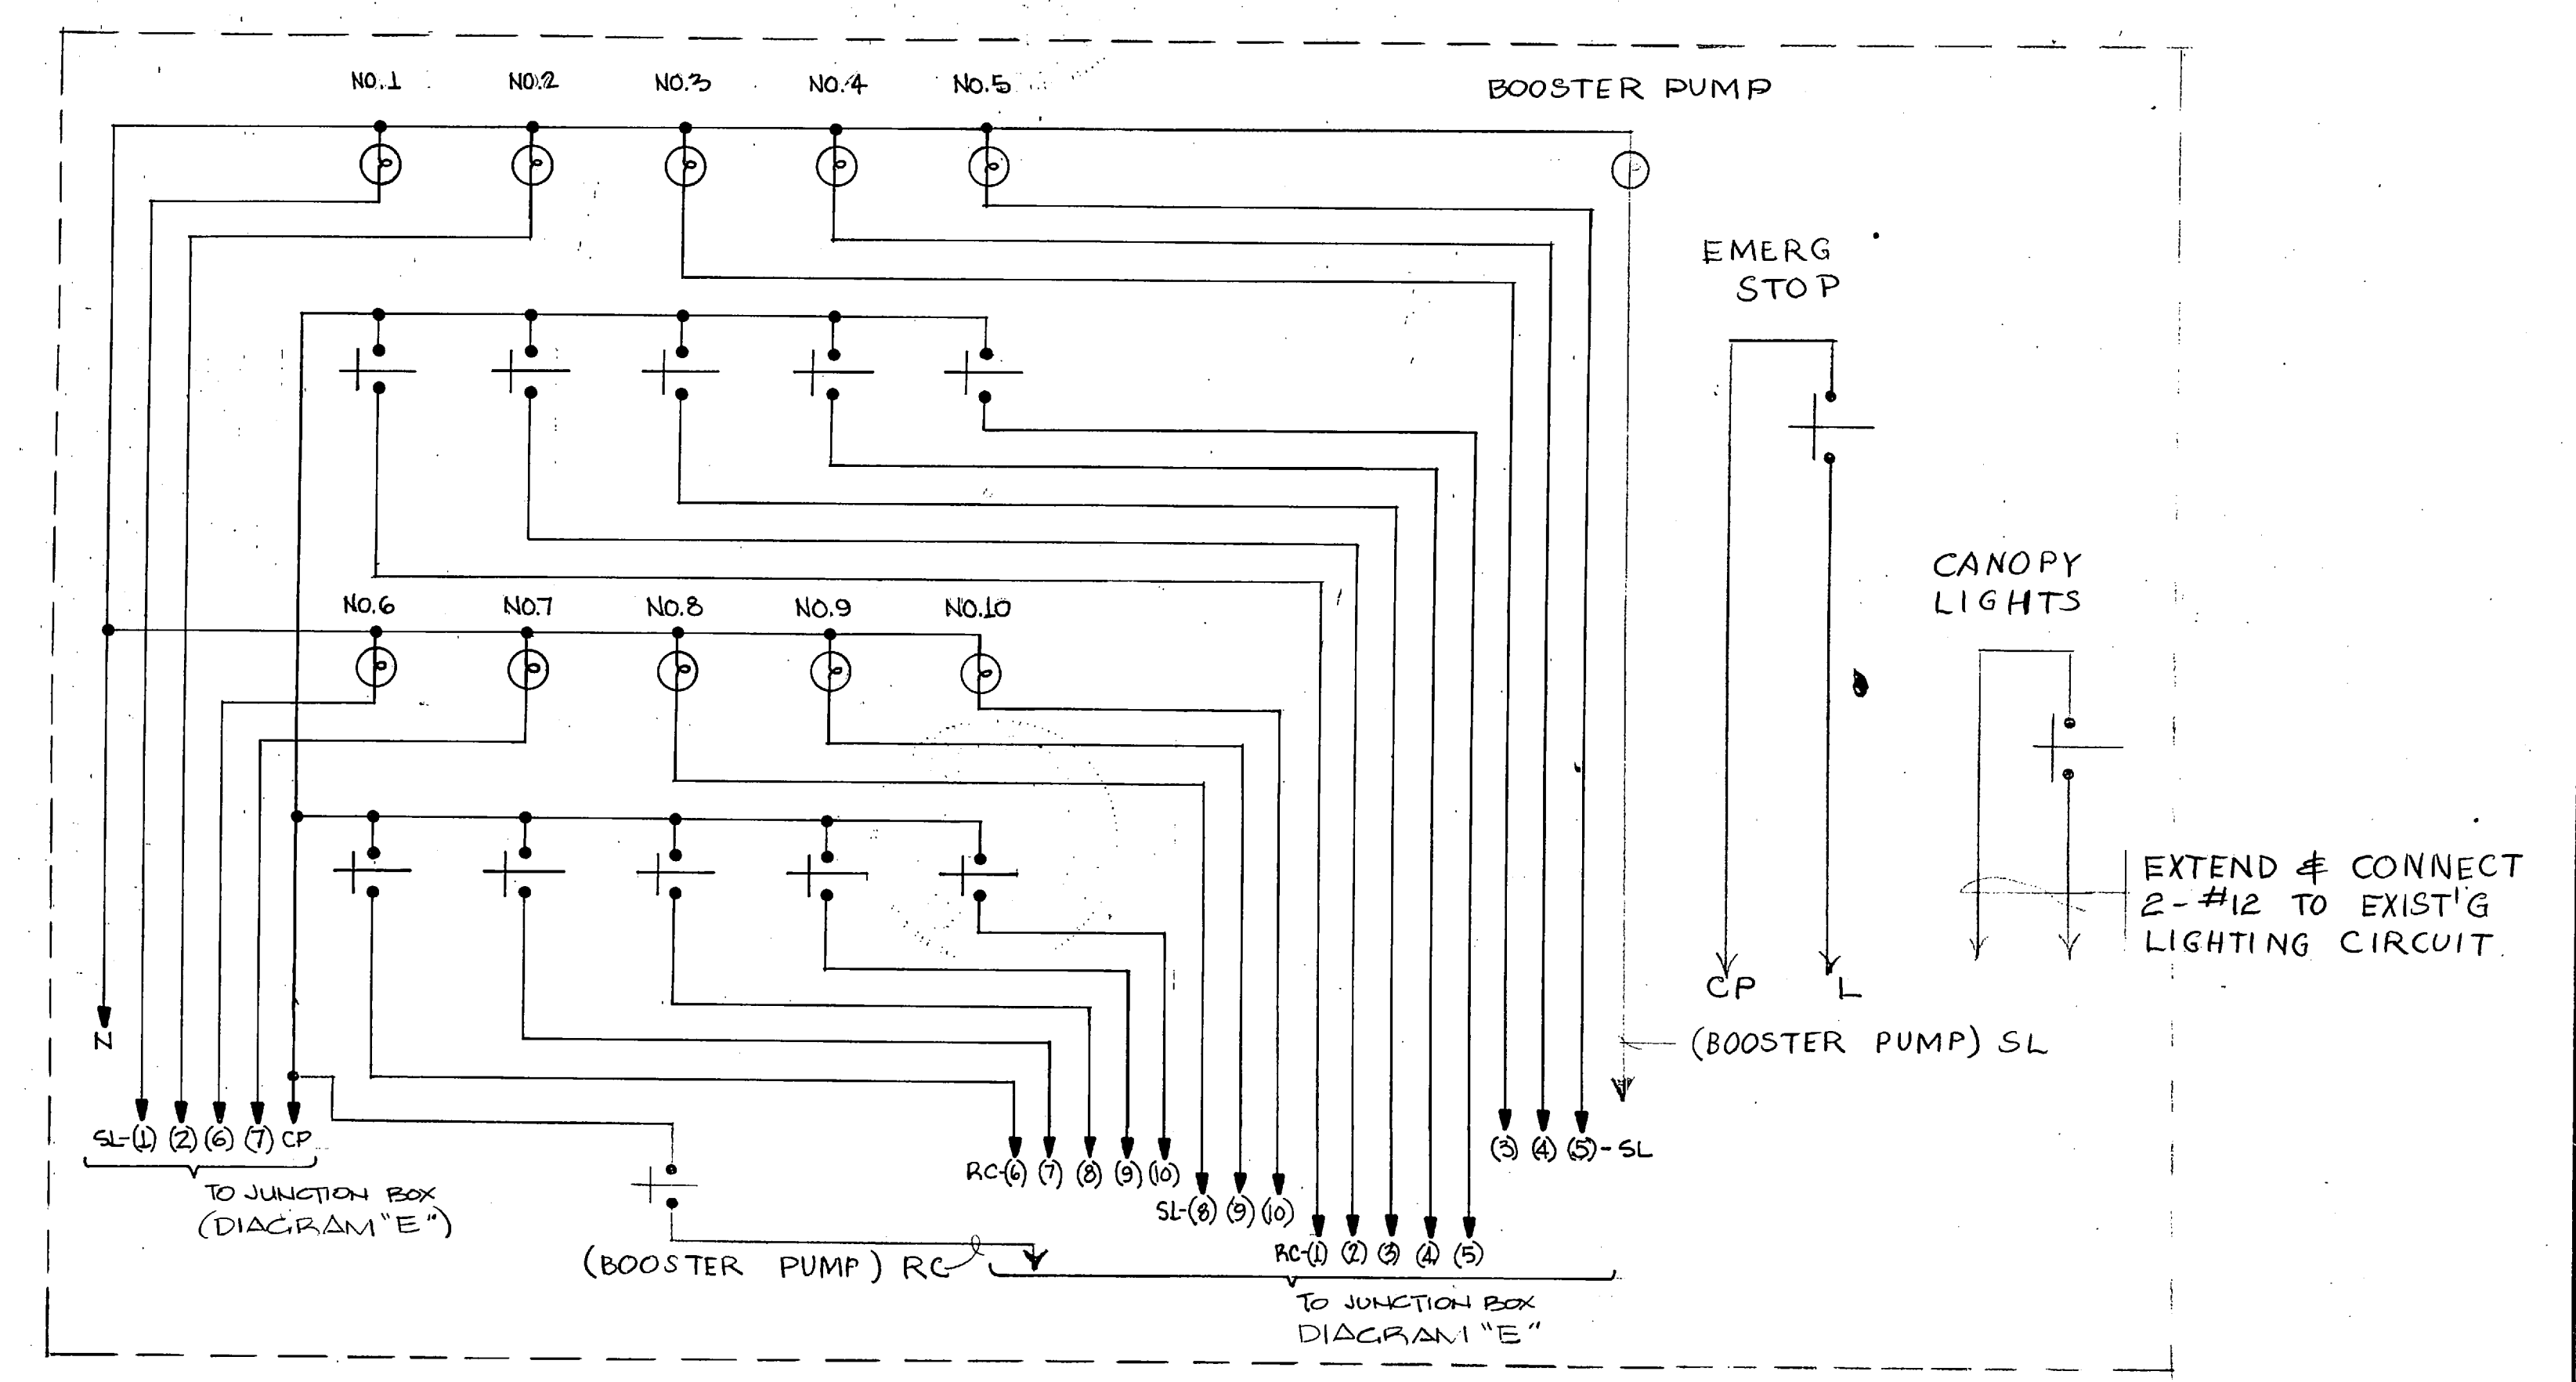 NO.1 NO.2 NO.3 NO.4 NO.5 BOOSTER PUMP
EMERG
STOP
CANOPY
LIGHTS
NO.6 NO.7 NO.8 NO.9 NO.10
EXTEND & CONNECT
2-#12 TO EXIST'G
LIGHTING CIRCUIT.
CP L
N
(BOOSTER PUMP) SL
SL-(1) (2) (6) (7) CP
(3) (4) (5)-SL
RC-(6) (7) (8) (9) (10)
TO JUNCTION BOX
(DIAGRAM "E")
SL-(8) (9) (10)
(BOOSTER PUMP) RC
RC-(1) (2) (3) (4) (5)
TO JUNCTION BOX
DIAGRAM "E"